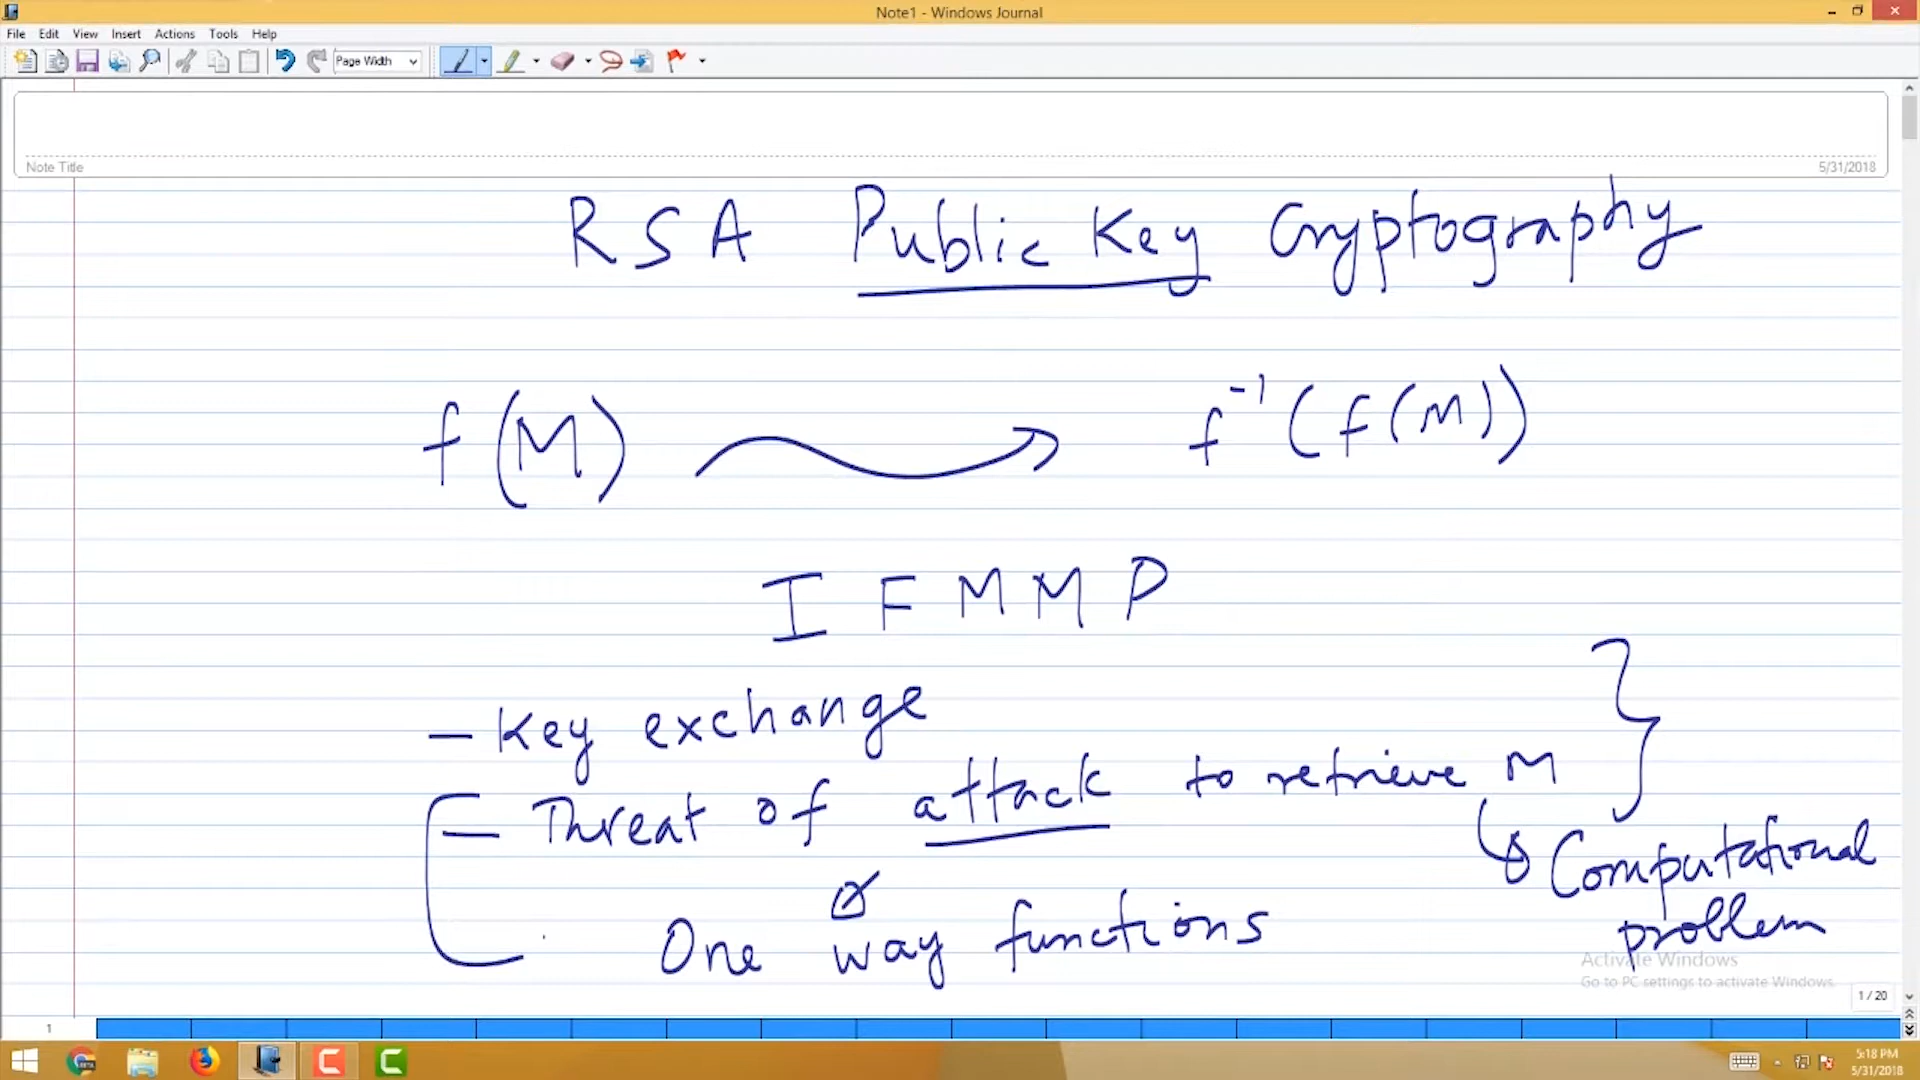 Note1 - Windows Journal
File Edit View Insert Actions Tools Help
Page Width
Note Title 5/31/2018
RSA Public Key Cryptography
f(M) f⁻¹(f(M))
I F M M P
- Key exchange
- Threat of attack to retrieve M
Computational
problem
One way functions
Activate Windows
Go to PC settings to activate Windows.
1 / 20
1
5:18 PM
5/31/2018